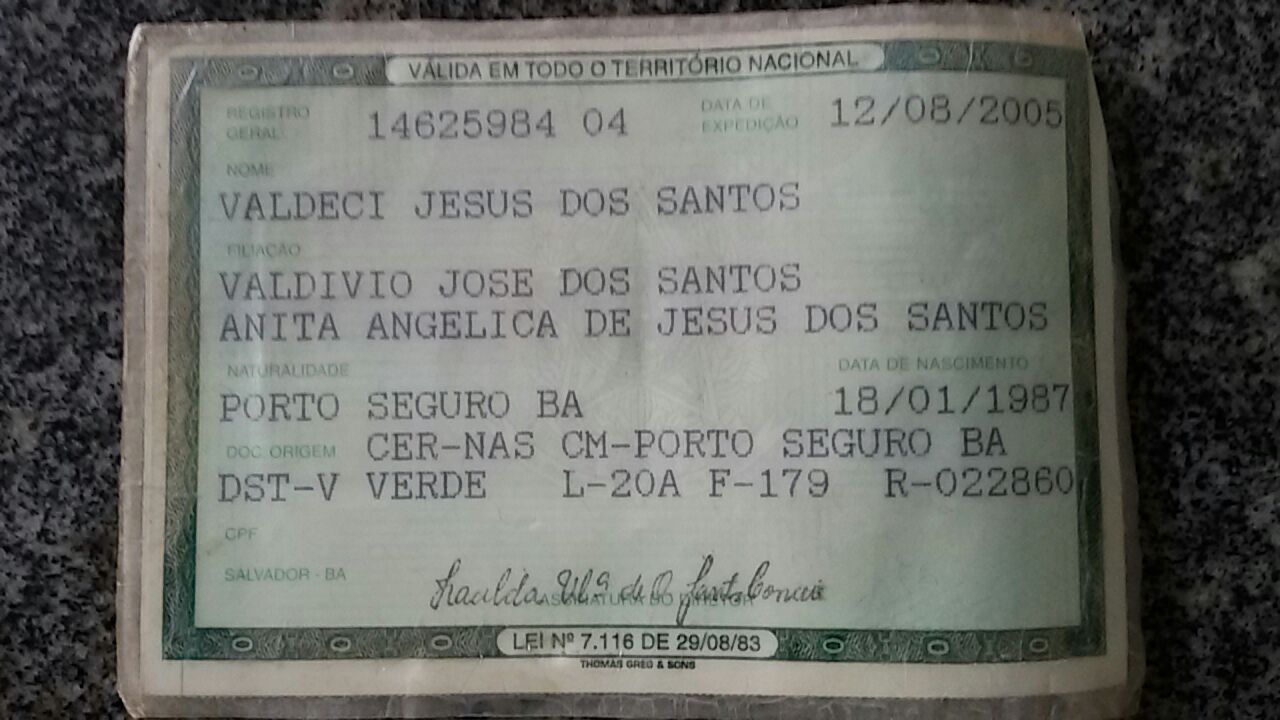 VÁLIDA EM TODO O TERRITÓRIO NACIONAL
REGISTRO GERAL 14625984 04 DATA DE EXPEDIÇÃO 12/08/2005
NOME
VALDECI JESUS DOS SANTOS
FILIAÇÃO
VALDIVIO JOSE DOS SANTOS
ANITA ANGELICA DE JESUS DOS SANTOS
NATURALIDADE DATA DE NASCIMENTO
PORTO SEGURO BA 18/01/1987
DOC. ORIGEM CER-NAS CM-PORTO SEGURO BA
DST-V VERDE L-20A F-179 R-022860
CPF
SALVADOR - BA
ASSINATURA DO DIRETOR
LEI Nº 7.116 DE 29/08/83
THOMAS GREG & SONS